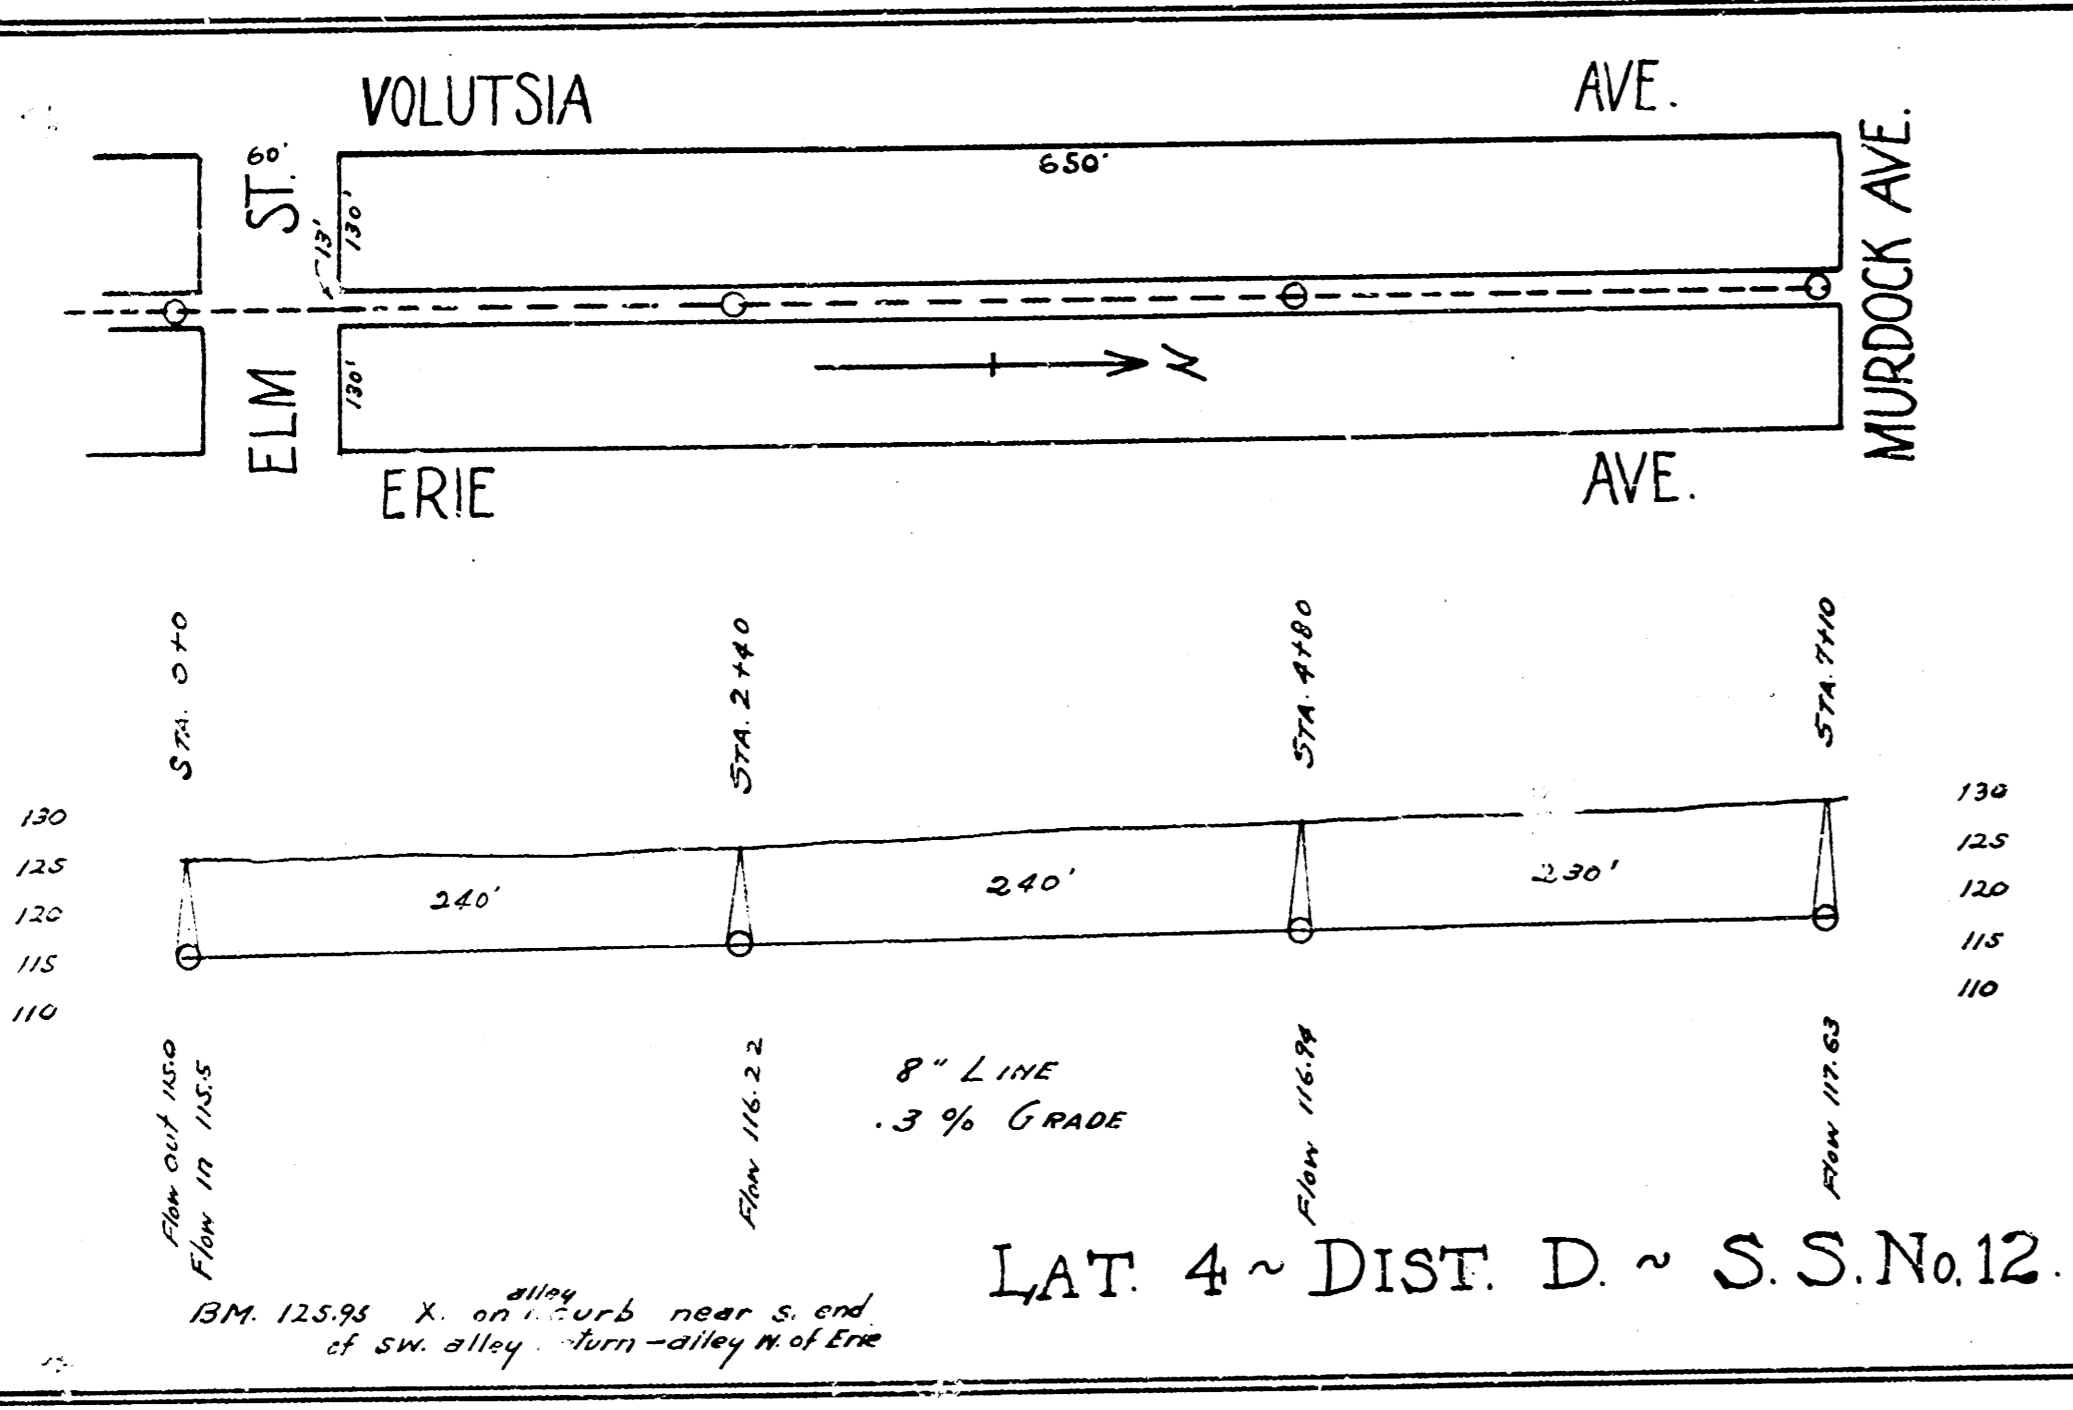 VOLUTSIA AVE.
60'
ELM ST.
13'
130'
650'
130'
MURDOCK AVE.
N
ERIE AVE.
STA. 0+0
STA. 2+40
STA. 4+80
STA. 7+10
130
125
120
115
110
240'
240'
230'
130
125
120
115
110
Flow out 115.0
Flow in 115.5
Flow 116.22
Flow 116.94
Flow 117.63
8" LINE
.3 % GRADE
LAT. 4 ~ DIST. D. ~ S. S. No. 12.
alley
BM. 125.95 X. on curb near s. end
of SW. alley turn - alley W. of Erie